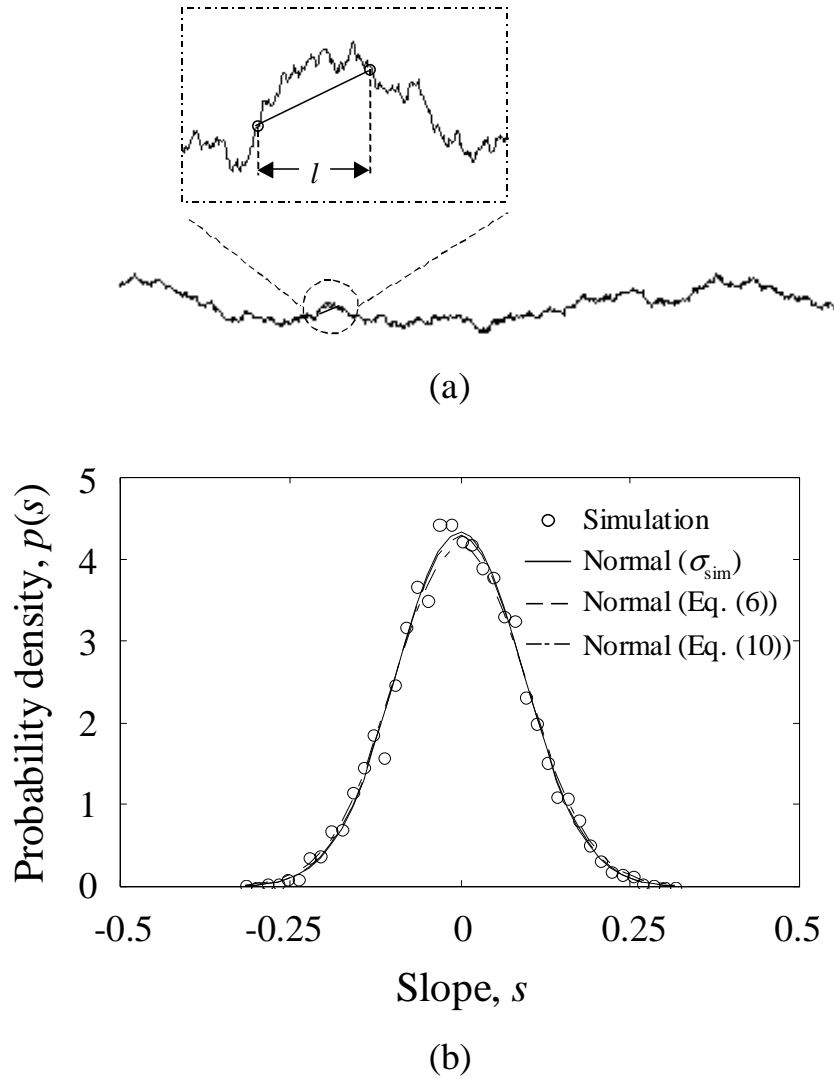 l
(a)
Probability density, p(s)
5
4
3
2
1
0
Simulation
Normal (σsim)
Normal (Eq. (6))
Normal (Eq. (10))
-0.5 -0.25 0 0.25 0.5
Slope, s
(b)